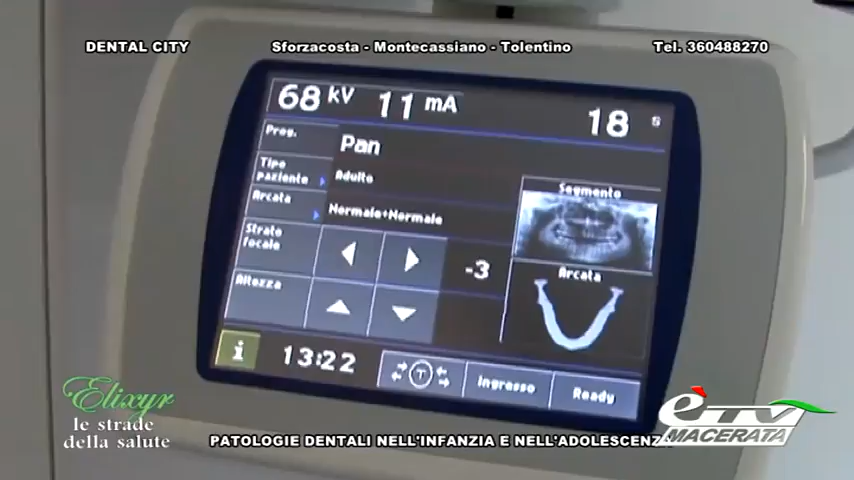 DENTAL CITY
Sforzacosta - Montecassiano - Tolentino
Tel. 360488270
68 kV 11 mA
18 s
Prog.
Pan
Tipo
paziente
Adulto
Arcata
Normale+Normale
Strato
focale
-3
Altezza
Segmento
Arcata
i
13:22
T
Ingresso
Ready
Elixyr
le strade
della salute
PATOLOGIE DENTALI NELL'INFANZIA E NELL'ADOLESCENZA
èTV
MACERATA